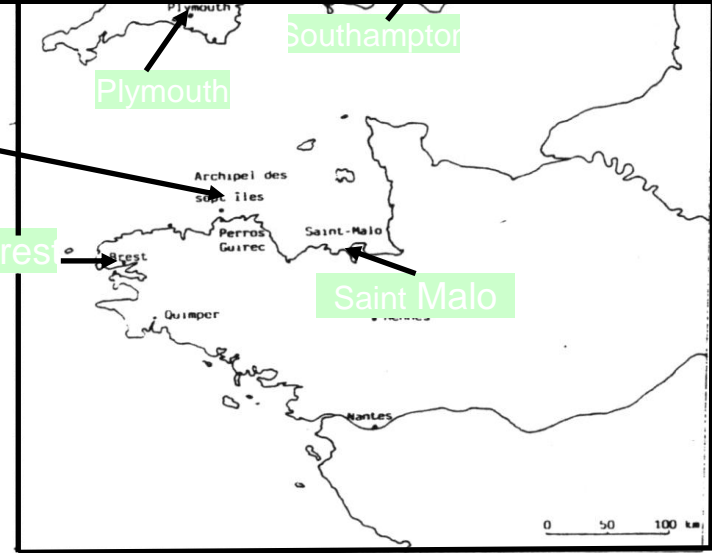 Plymouth
Southampton
Plymouth
Archipel des
sept îles
Perros
Guirec
Saint-Malo
Brest
Saint Malo
Quimper
Nantes
0 50 100 km